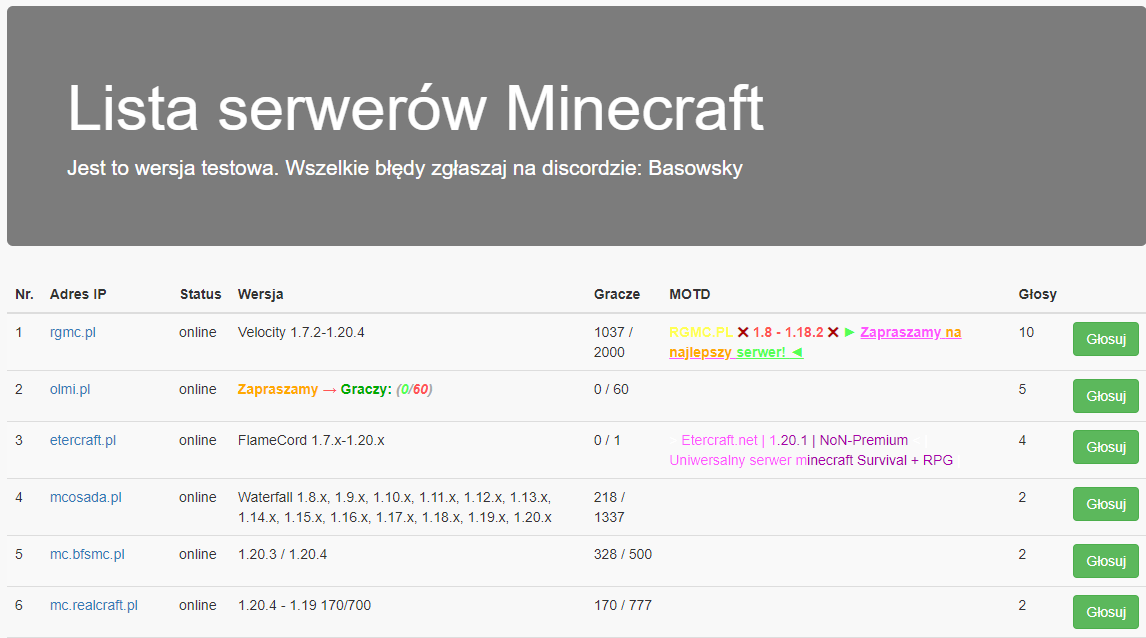 Lista serwerów Minecraft
Jest to wersja testowa. Wszelkie błędy zgłaszaj na discordzie: Basowsky
Nr. Adres IP Status Wersja Gracze MOTD Głosy
1 rgmc.pl online Velocity 1.7.2-1.20.4 1037 / RGMC.PL ✕ 1.8 - 1.18.2 ✕ ► Zapraszamy na 10 Głosuj
2000 najlepszy serwer! ◄
2 olmi.pl online Zapraszamy → Graczy: (0/60) 0 / 60 5 Głosuj
3 etercraft.pl online FlameCord 1.7.x-1.20.x 0 / 1 Etercraft.net | 1.20.1 | NoN-Premium | 4 Głosuj
Uniwersalny serwer minecraft Survival + RPG
4 mcosada.pl online Waterfall 1.8.x, 1.9.x, 1.10.x, 1.11.x, 1.12.x, 1.13.x, 218 / 2 Głosuj
1.14.x, 1.15.x, 1.16.x, 1.17.x, 1.18.x, 1.19.x, 1.20.x 1337
5 mc.bfsmc.pl online 1.20.3 / 1.20.4 328 / 500 2 Głosuj
6 mc.realcraft.pl online 1.20.4 - 1.19 170/700 170 / 777 2 Głosuj